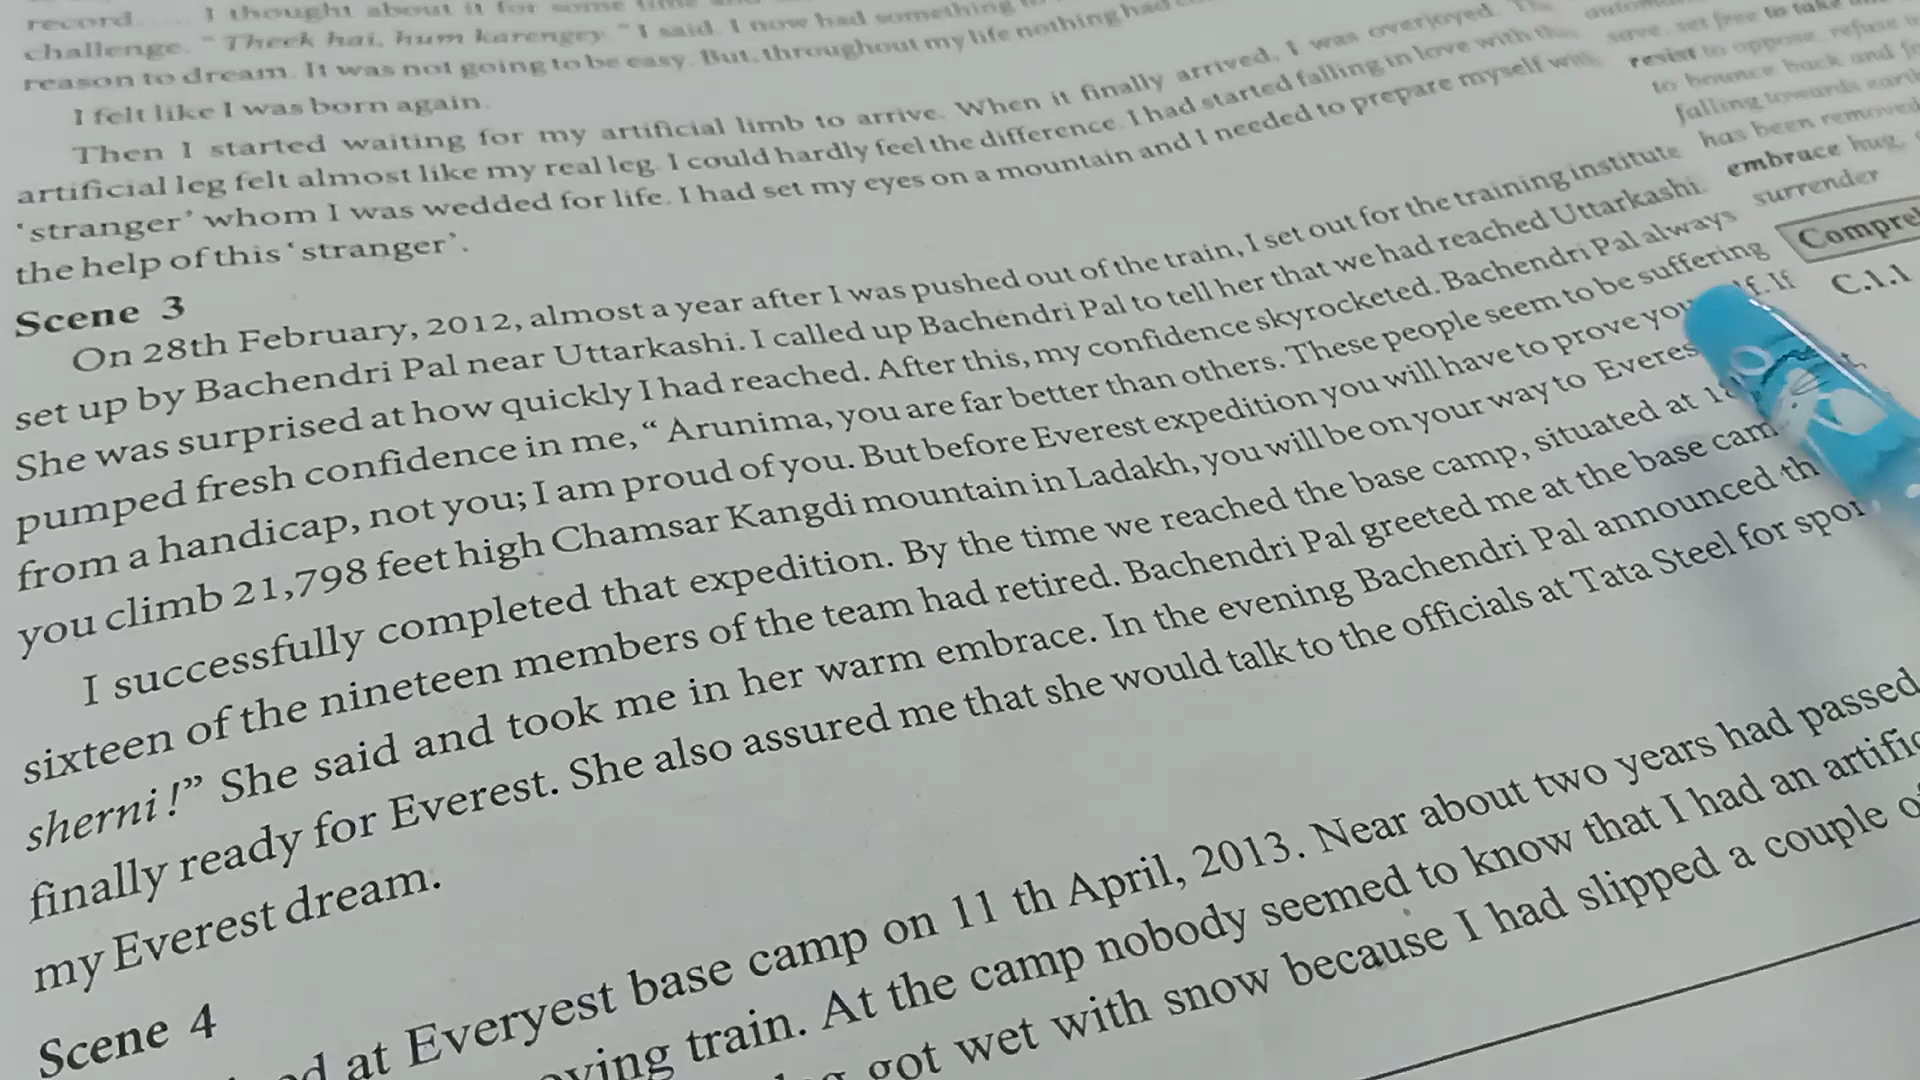 record...... I thought about it for some time and
challenge. "Theek hai, hum karengey." I said. I now had something
reason to dream. It was not going to be easy. But, throughout my life nothing had
I felt like I was born again.
Then I started waiting for my artificial limb to arrive. When it finally arrived, I was overjoyed.
artificial leg felt almost like my real leg. I could hardly feel the difference. I had started falling in love with
'stranger' whom I was wedded for life. I had set my eyes on a mountain and I needed to prepare myself with
the help of this 'stranger'.
Scene 3
On 28th February, 2012, almost a year after I was pushed out of the train, I set out for the training institute
set up by Bachendri Pal near Uttarkashi. I called up Bachendri Pal to tell her that we had reached Uttarkashi.
She was surprised at how quickly I had reached. After this, my confidence skyrocketed. Bachendri Pal always
pumped fresh confidence in me, "Arunima, you are far better than others. These people seem to be suffering
from a handicap, not you; I am proud of you. But before Everest expedition you will have to prove If
you climb 21,798 feet high Chamsar Kangdi mountain in Ladakh, you will be on your way to
I successfully completed that expedition. By the time we reached the base camp, situated at
sixteen of the nineteen members of the team had retired. Bachendri Pal greeted me at the base
sherni!" She said and took me in her warm embrace. In the evening Bachendri Pal announced
finally ready for Everest. She also assured me that she would talk to the officials at Tata Steel for
my Everest dream.
Scene 4
at Everyest base camp on 11 th April, 2013. Near about two years had passed
train. At the camp nobody seemed to know that I had an
got wet with snow because I had slipped a couple
save, set free to take
resist to oppose, refuse
to bounce back and
falling towards
has been removed
embrace hug,
surrender
C.1.1